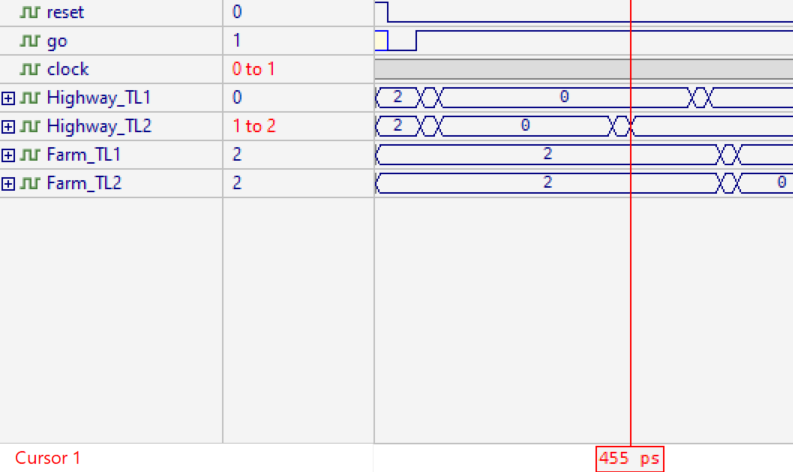 reset 0
go 1
clock 0 to 1
Highway_TL1 0 2 0
Highway_TL2 1 to 2 2 0
Farm_TL1 2 2
Farm_TL2 2 2 0
Cursor 1 455 ps